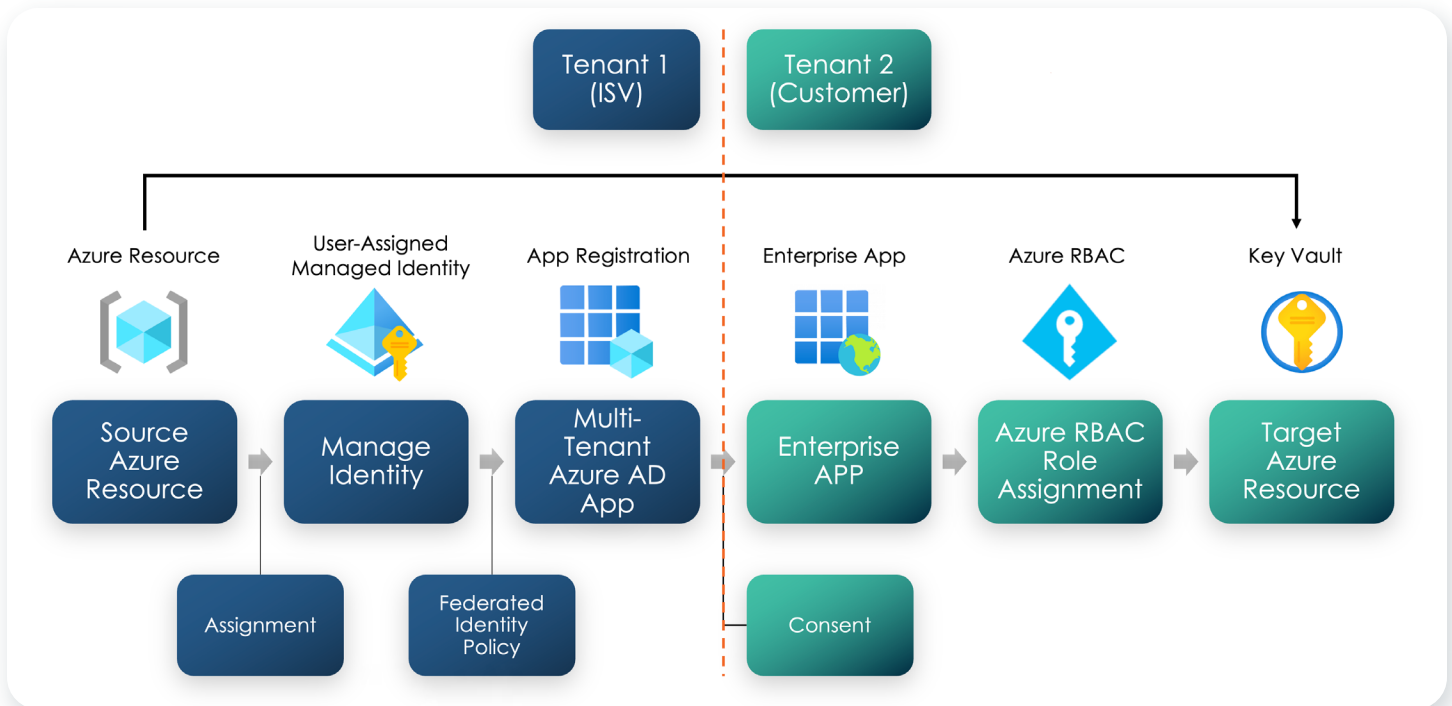 Tenant 1
(ISV)
Tenant 2
(Customer)
Azure Resource
User-Assigned
Managed Identity
App Registration
Enterprise App
Azure RBAC
Key Vault
Source
Azure
Resource
Manage
Identity
Multi-
Tenant
Azure AD
App
Enterprise
APP
Azure RBAC
Role
Assignment
Target
Azure
Resource
Assignment
Federated
Identity
Policy
Consent